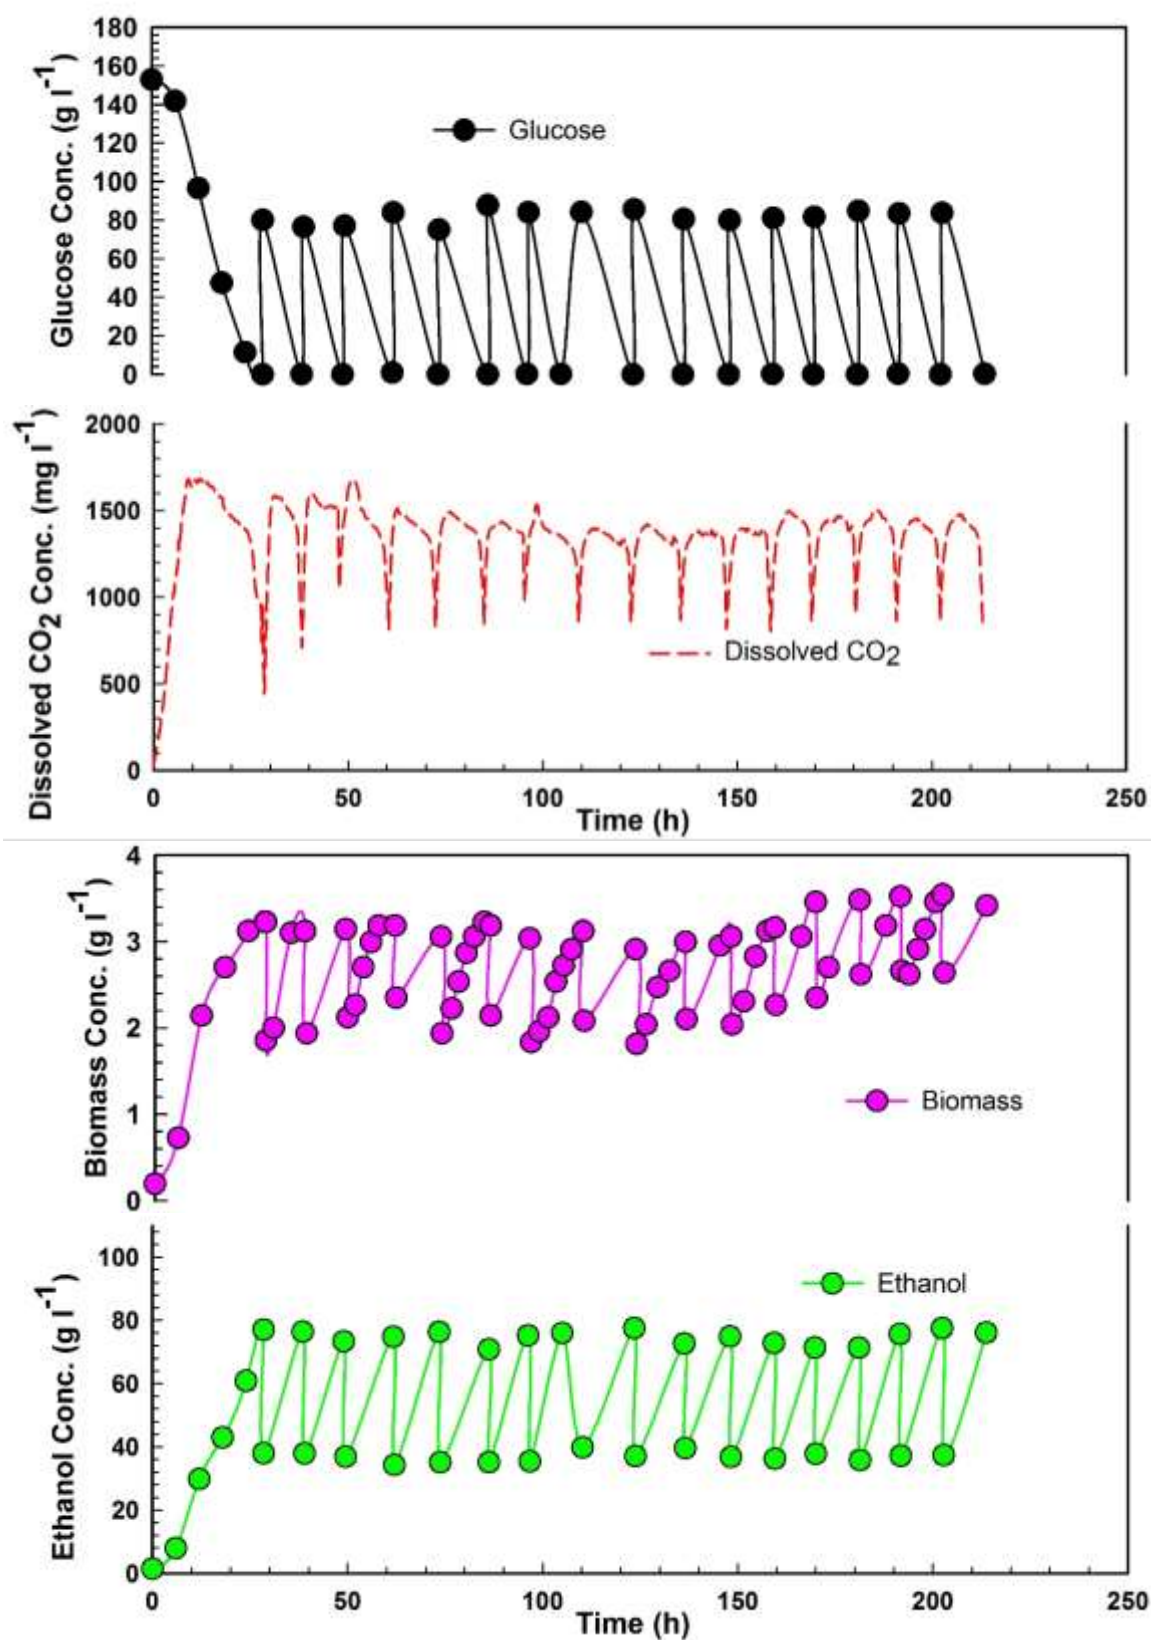 Glucose Conc. (g l⁻¹)
180
160
140
120
100
80
60
40
20
0
Glucose
Dissolved CO₂ Conc. (mg l⁻¹)
2000
1500
1000
500
0
Dissolved CO₂
0 50 100 150 200 250
Time (h)
Biomass Conc. (g l⁻¹)
4
3
2
1
0
Biomass
Ethanol Conc. (g l⁻¹)
100
80
60
40
20
0
Ethanol
0 50 100 150 200 250
Time (h)